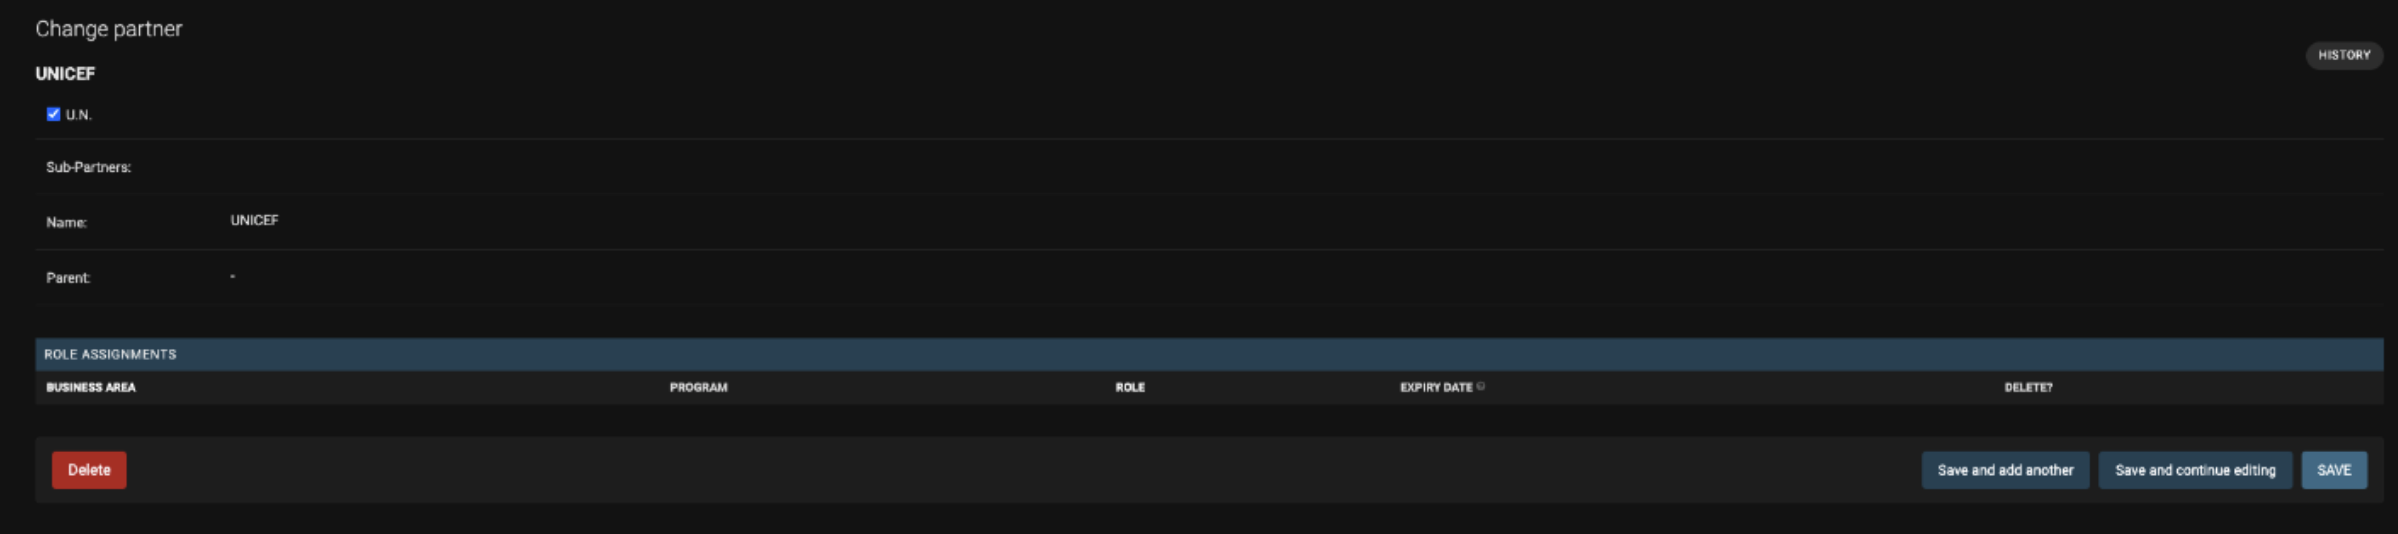 Change partner
HISTORY
UNICEF
U.N.
Sub-Partners:
Name: UNICEF
Parent: -
ROLE ASSIGNMENTS
BUSINESS AREA PROGRAM ROLE EXPIRY DATE DELETE?
Delete Save and add another Save and continue editing SAVE